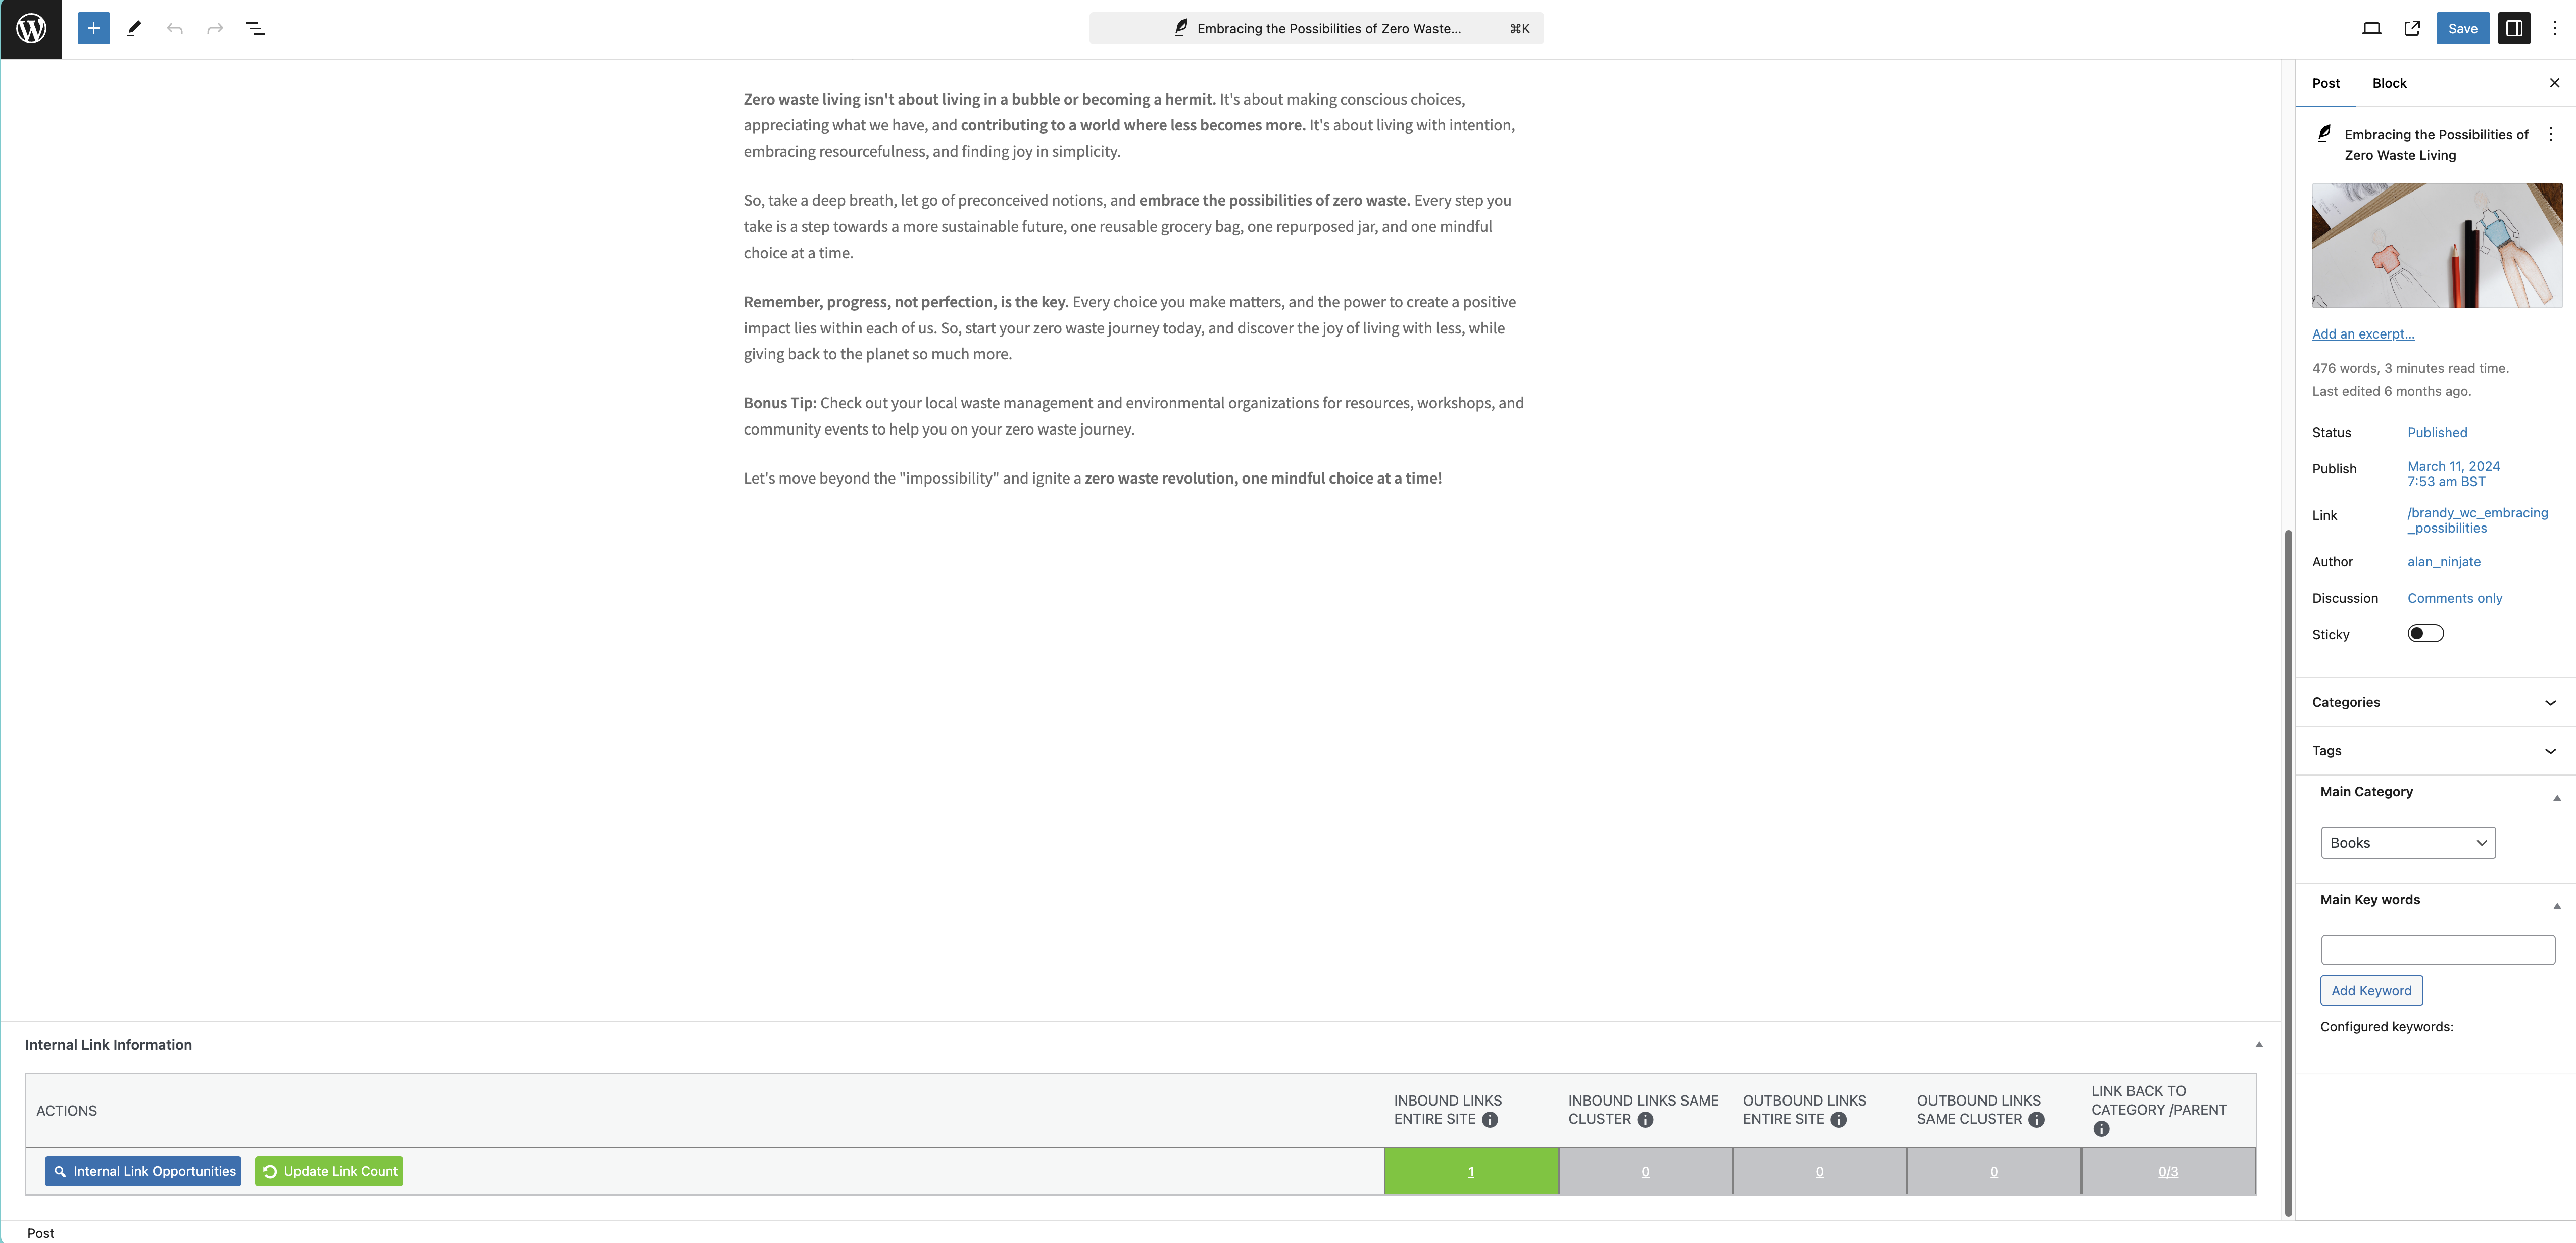 Embracing the Possibilities of Zero Waste...
⌘K
Save
Zero waste living isn't about living in a bubble or becoming a hermit. It's about making conscious choices,
appreciating what we have, and contributing to a world where less becomes more. It's about living with intention,
embracing resourcefulness, and finding joy in simplicity.
So, take a deep breath, let go of preconceived notions, and embrace the possibilities of zero waste. Every step you
take is a step towards a more sustainable future, one reusable grocery bag, one repurposed jar, and one mindful
choice at a time.
Remember, progress, not perfection, is the key. Every choice you make matters, and the power to create a positive
impact lies within each of us. So, start your zero waste journey today, and discover the joy of living with less, while
giving back to the planet so much more.
Bonus Tip: Check out your local waste management and environmental organizations for resources, workshops, and
community events to help you on your zero waste journey.
Let's move beyond the "impossibility" and ignite a zero waste revolution, one mindful choice at a time!
Post
Block
Embracing the Possibilities of
Zero Waste Living
Add an excerpt...
476 words, 3 minutes read time.
Last edited 6 months ago.
Status Published
Publish March 11, 2024
7:53 am BST
Link /brandy_wc_embracing
_possibilities
Author alan_ninjate
Discussion Comments only
Sticky
Categories
Tags
Main Category
Books
Main Key words
Add Keyword
Configured keywords:
Internal Link Information
ACTIONS
INBOUND LINKS
ENTIRE SITE
INBOUND LINKS SAME
CLUSTER
OUTBOUND LINKS
ENTIRE SITE
OUTBOUND LINKS
SAME CLUSTER
LINK BACK TO
CATEGORY /PARENT
Internal Link Opportunities
Update Link Count
1
0
0
0
0/3
Post